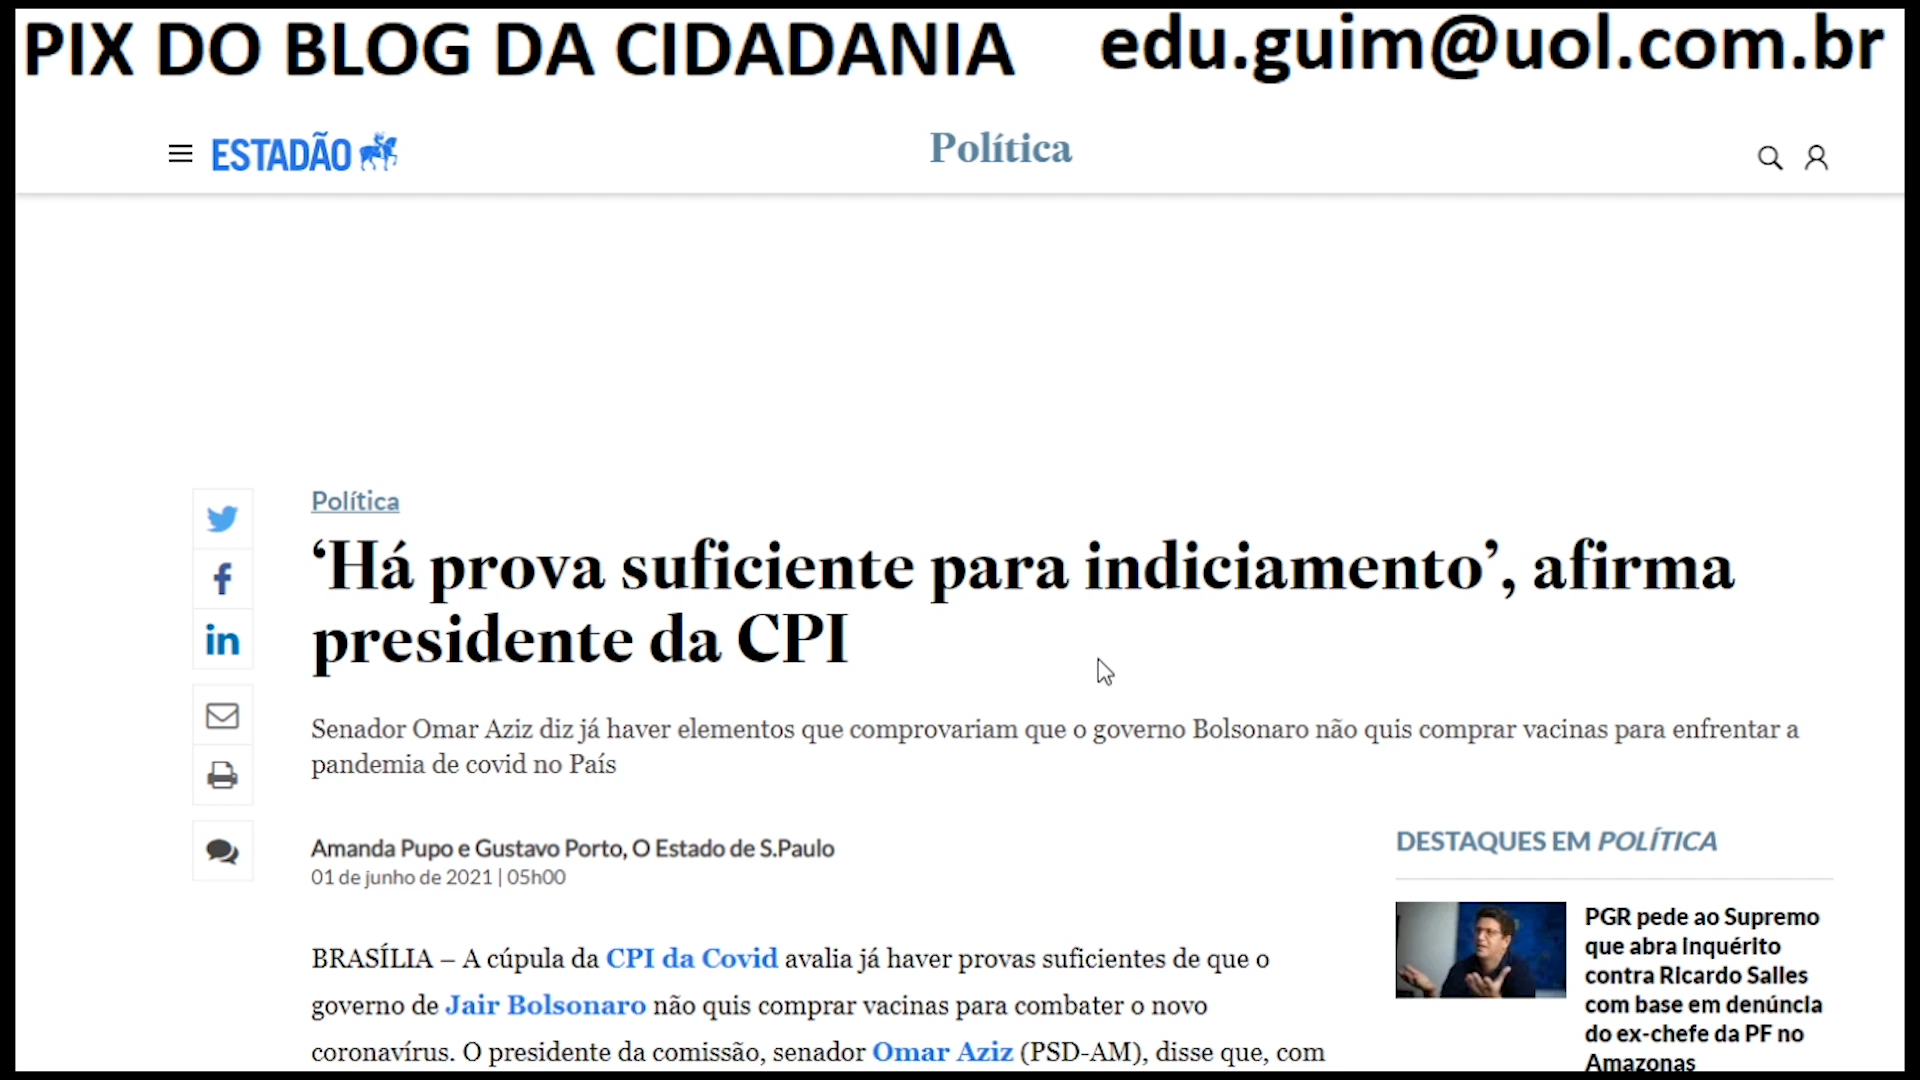 PIX DO BLOG DA CIDADANIA edu.guim@uol.com.br
ESTADÃO
Política
Política
‘Há prova suficiente para indiciamento’, afirma
presidente da CPI
Senador Omar Aziz diz já haver elementos que comprovariam que o governo Bolsonaro não quis comprar vacinas para enfrentar a
pandemia de covid no País
Amanda Pupo e Gustavo Porto, O Estado de S.Paulo
01 de junho de 2021 | 05h00
BRASÍLIA – A cúpula da CPI da Covid avalia já haver provas suficientes de que o
governo de Jair Bolsonaro não quis comprar vacinas para combater o novo
coronavírus. O presidente da comissão, senador Omar Aziz (PSD-AM), disse que, com
DESTAQUES EM POLÍTICA
PGR pede ao Supremo
que abra inquérito
contra Ricardo Salles
com base em denúncia
do ex-chefe da PF no
Amazonas